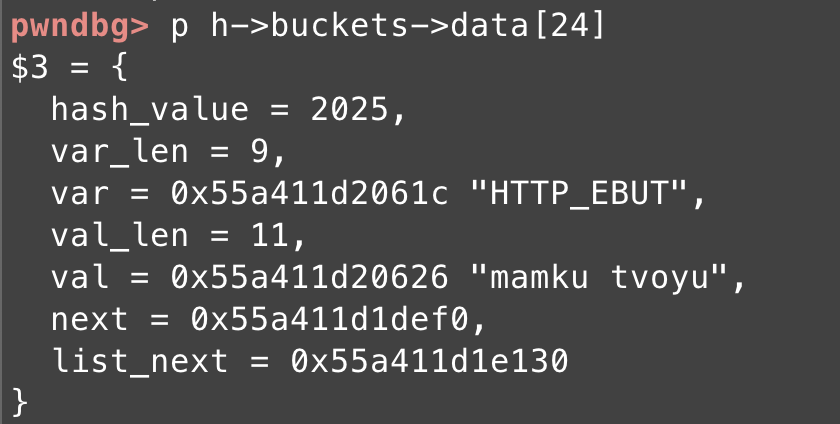 pwndbg> p h->buckets->data[24]
$3 = {
  hash_value = 2025,
  var_len = 9,
  var = 0x55a411d2061c "HTTP_EBUT",
  val_len = 11,
  val = 0x55a411d20626 "mamku tvoyu",
  next = 0x55a411d1def0,
  list_next = 0x55a411d1e130
}